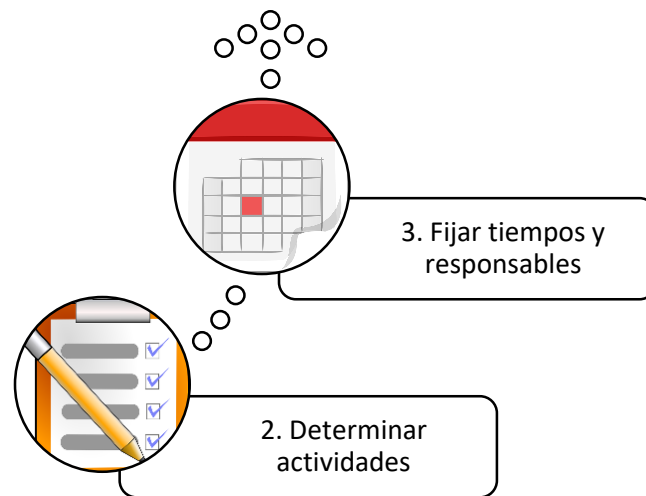 3. Fijar tiempos y
responsables
2. Determinar
actividades